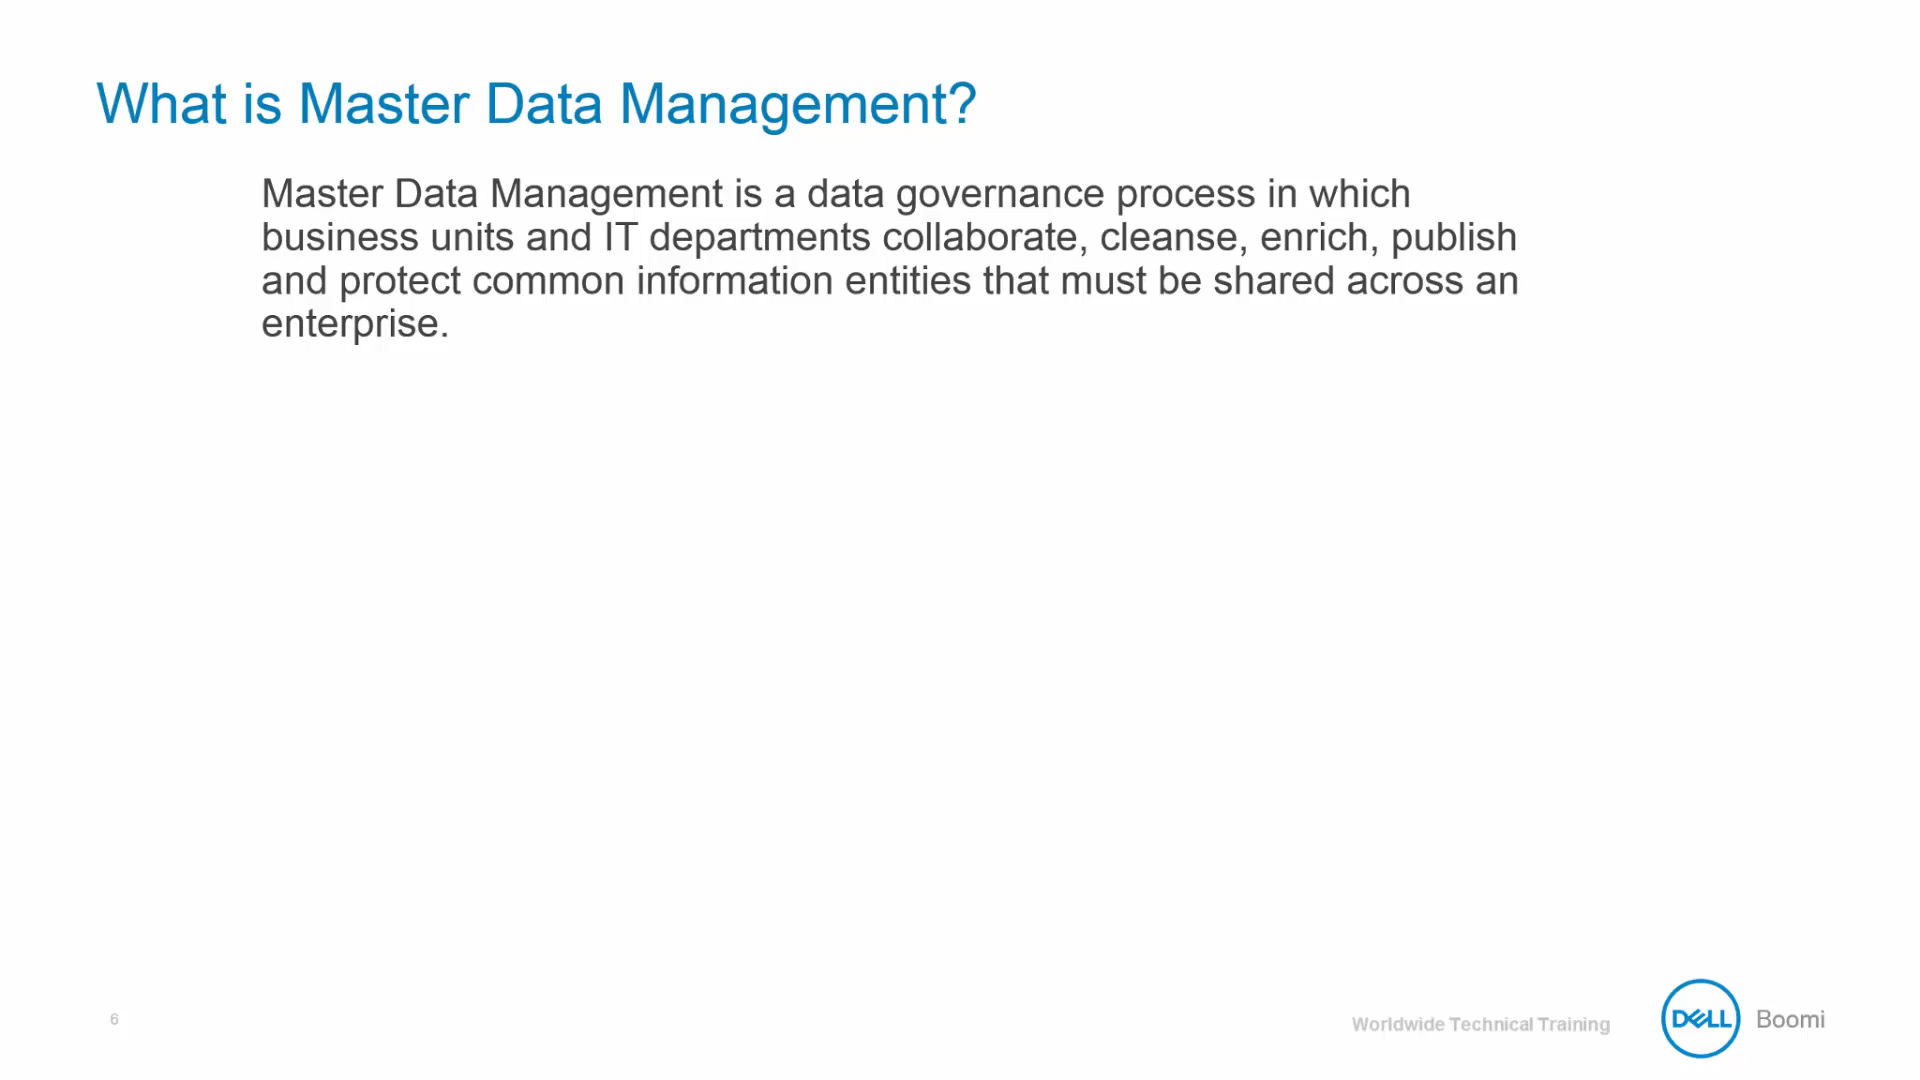 What is Master Data Management?
Master Data Management is a data governance process in which
business units and IT departments collaborate, cleanse, enrich, publish
and protect common information entities that must be shared across an
enterprise.
6
Worldwide Technical Training
DELL Boomi